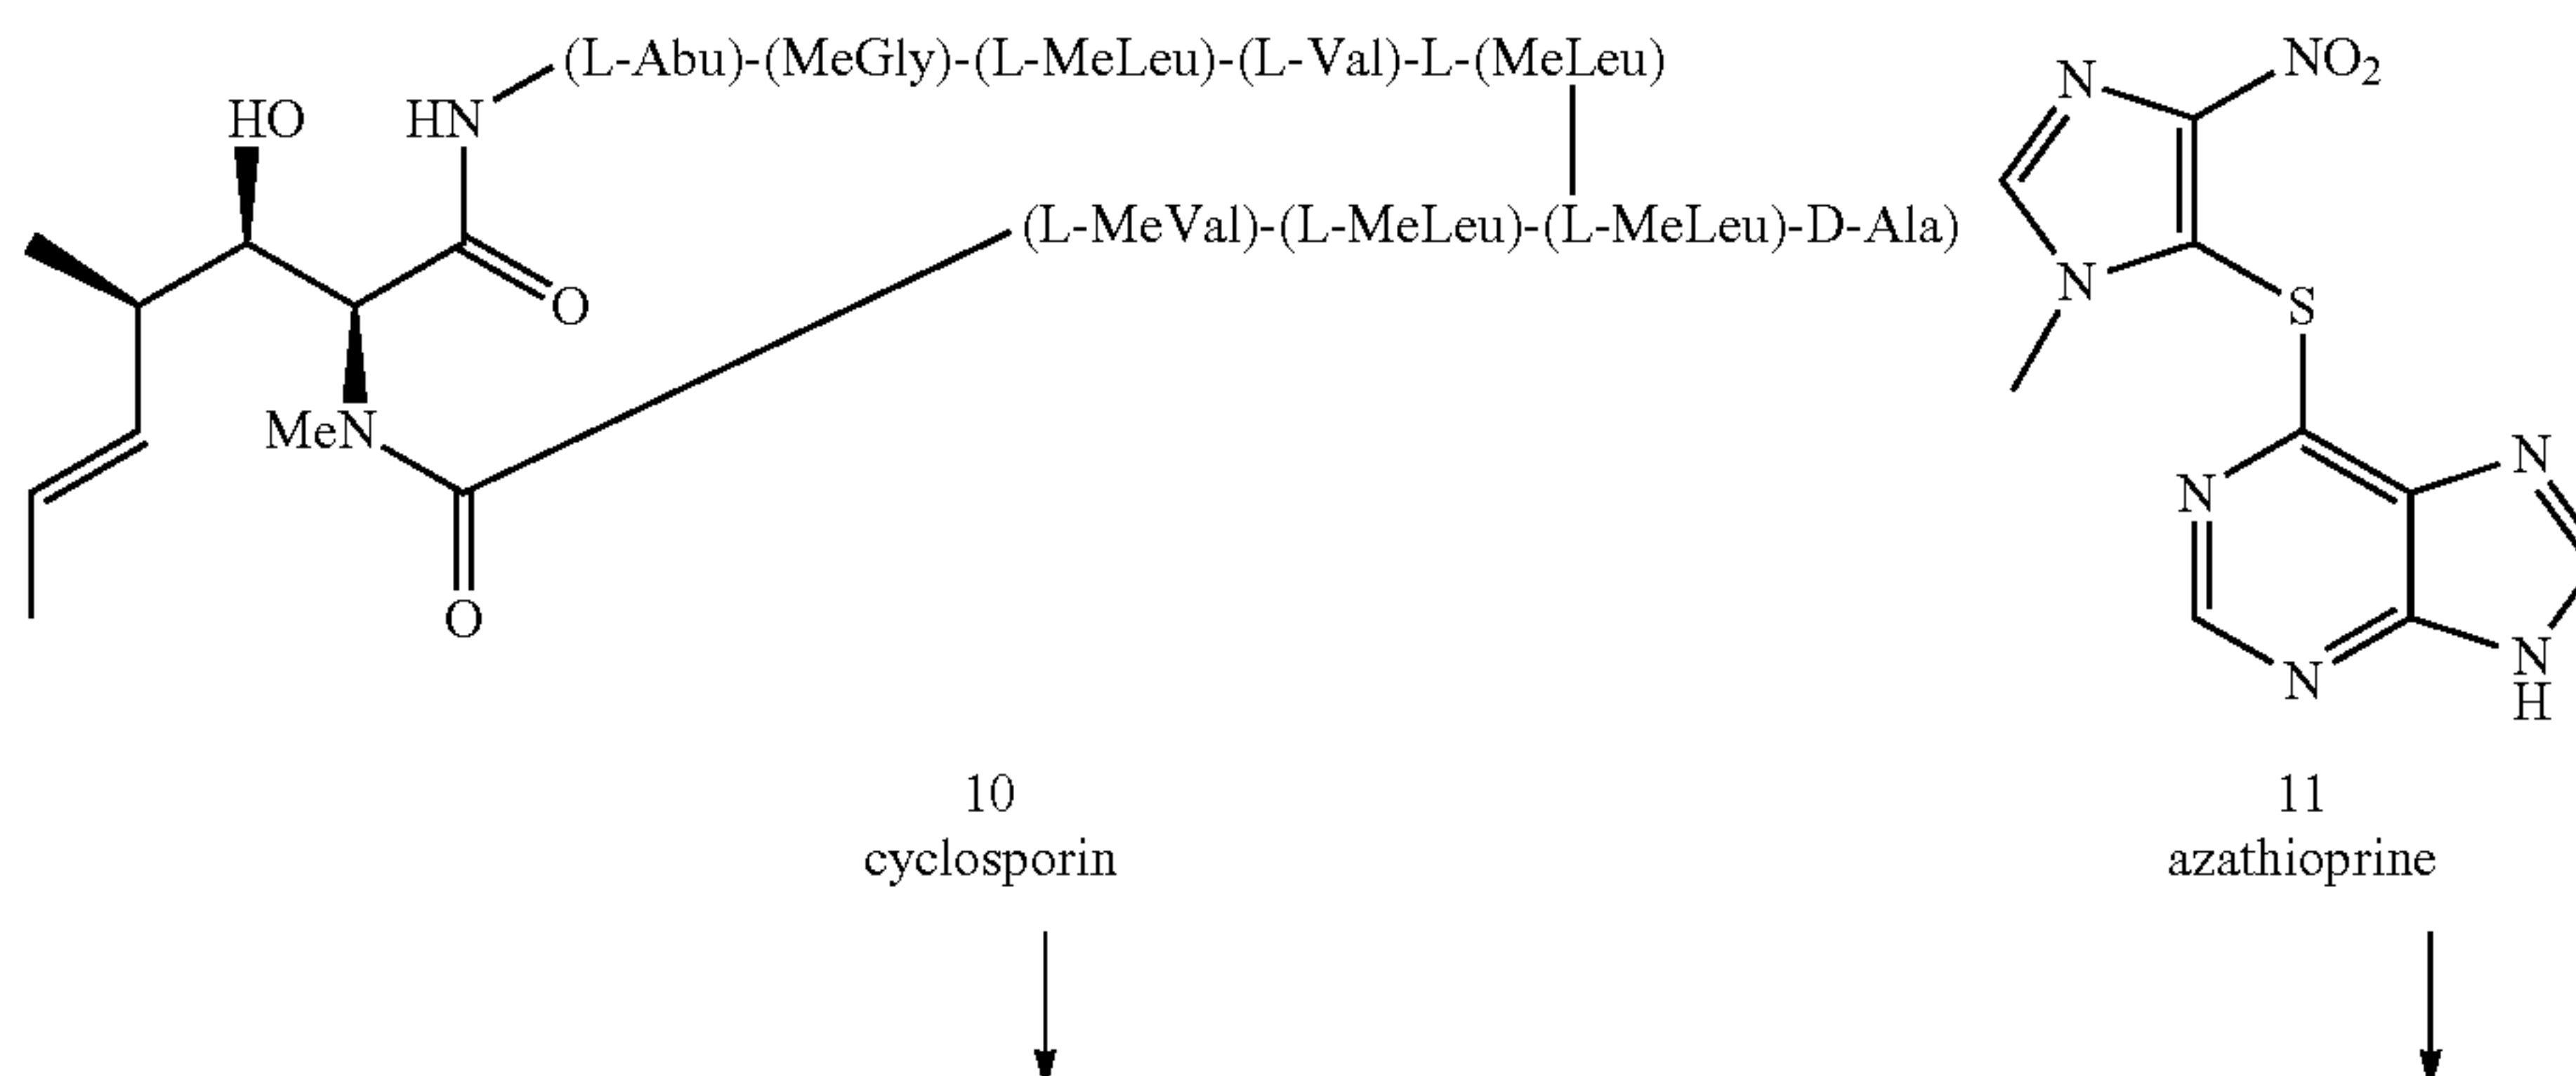 (L-Abu)-(MeGly)-(L-MeLeu)-(L-Val)-L-(MeLeu)
HO
HN
(L-MeVal)-(L-MeLeu)-(L-MeLeu)-D-Ala)
O
MeN
O
10
cyclosporin
NO₂
N
N
S
N
N
N
N
H
11
azathioprine